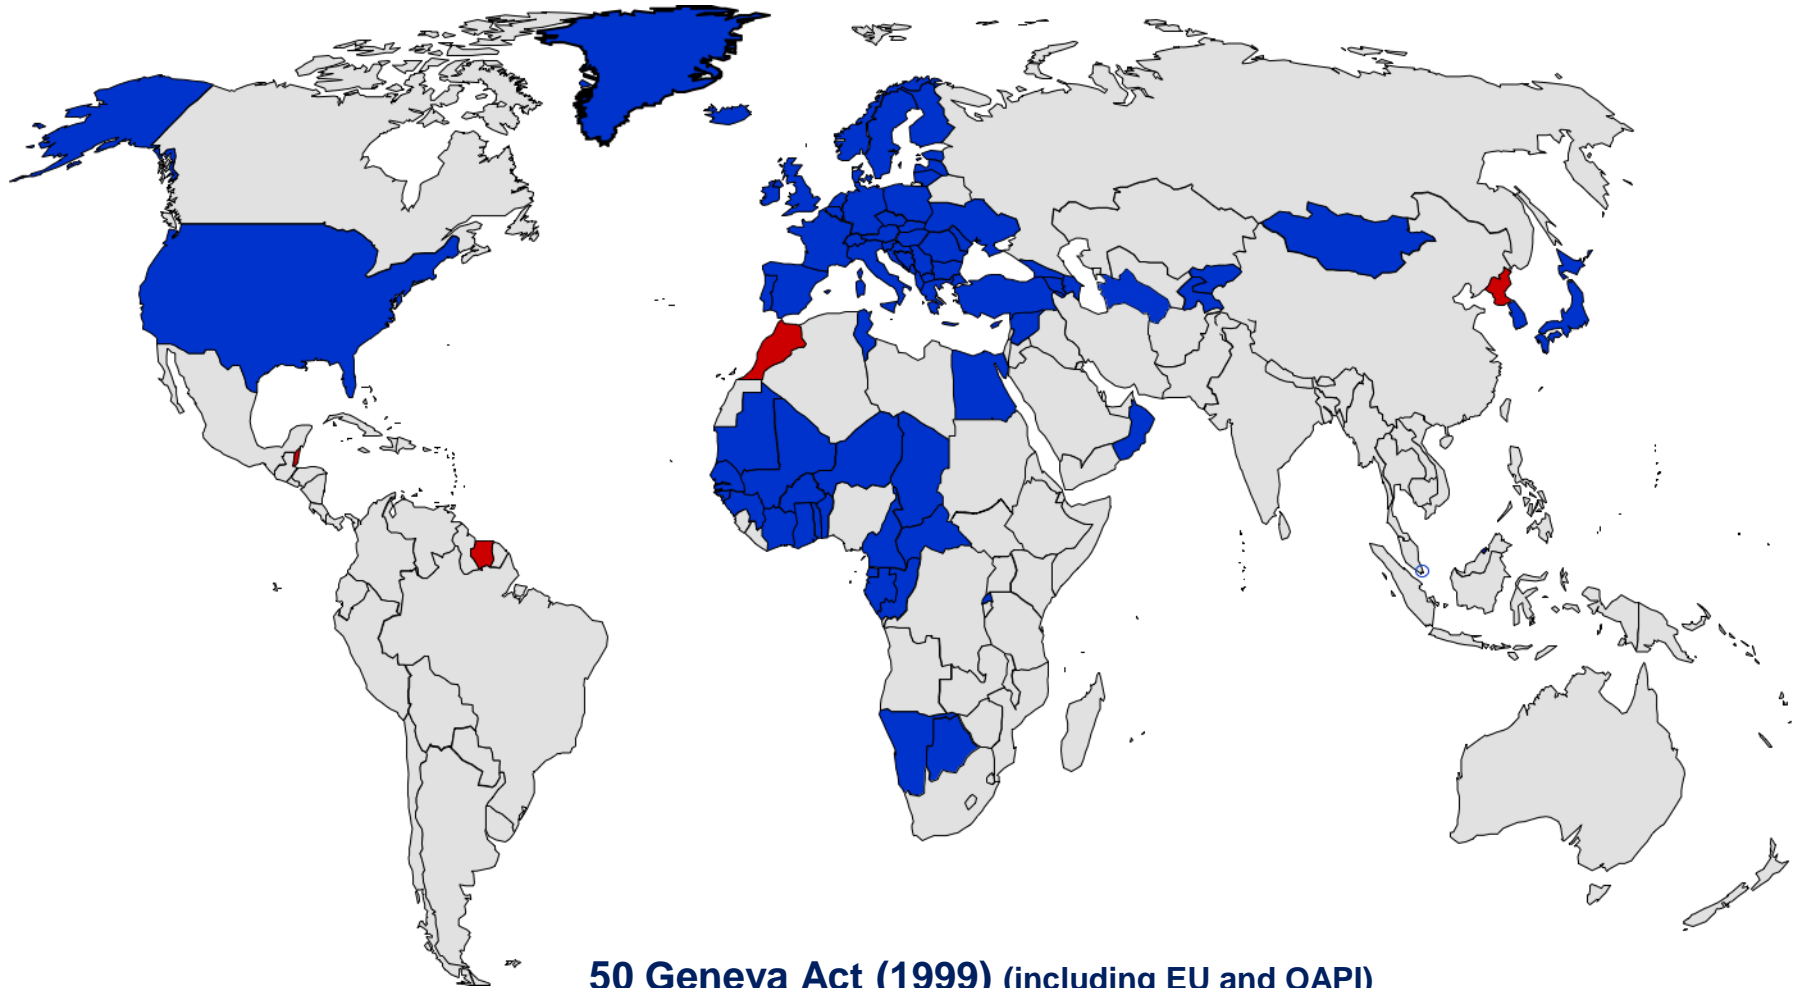 50 Geneva Act (1999) (including EU and OAPI)